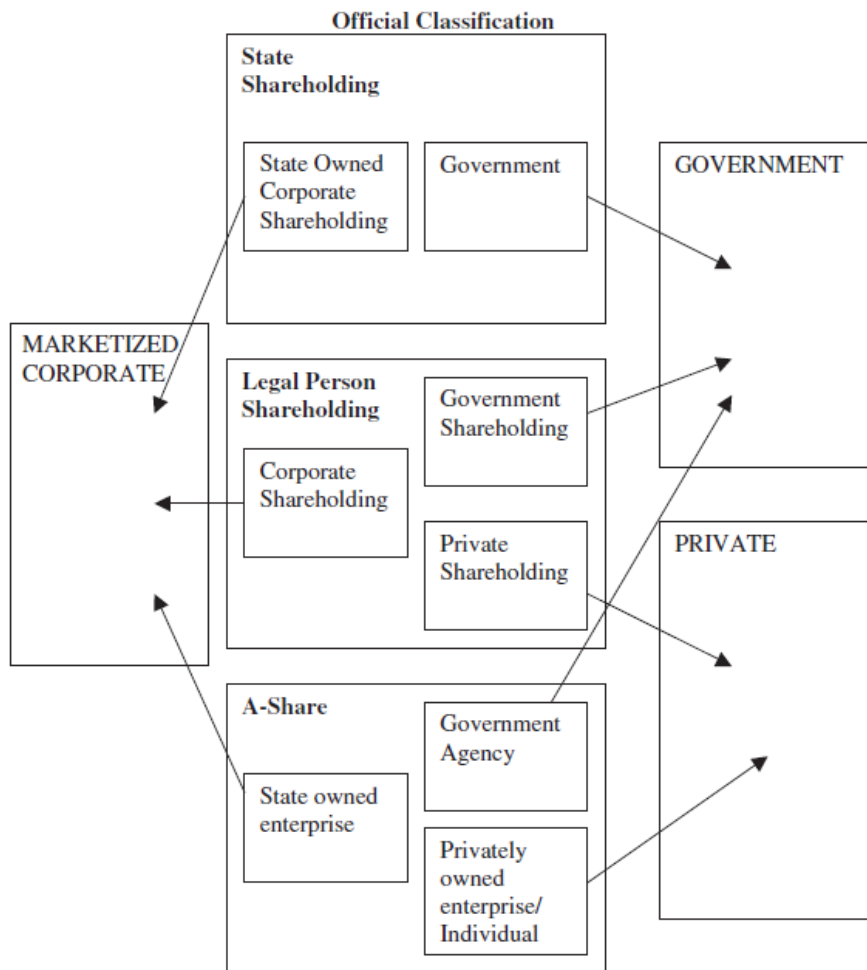 Official Classification
State
Shareholding
State Owned
Corporate
Shareholding
Government
GOVERNMENT
MARKETIZED
CORPORATE
Legal Person
Shareholding
Government
Shareholding
Corporate
Shareholding
Private
Shareholding
PRIVATE
A-Share
Government
Agency
State owned
enterprise
Privately
owned
enterprise/
Individual